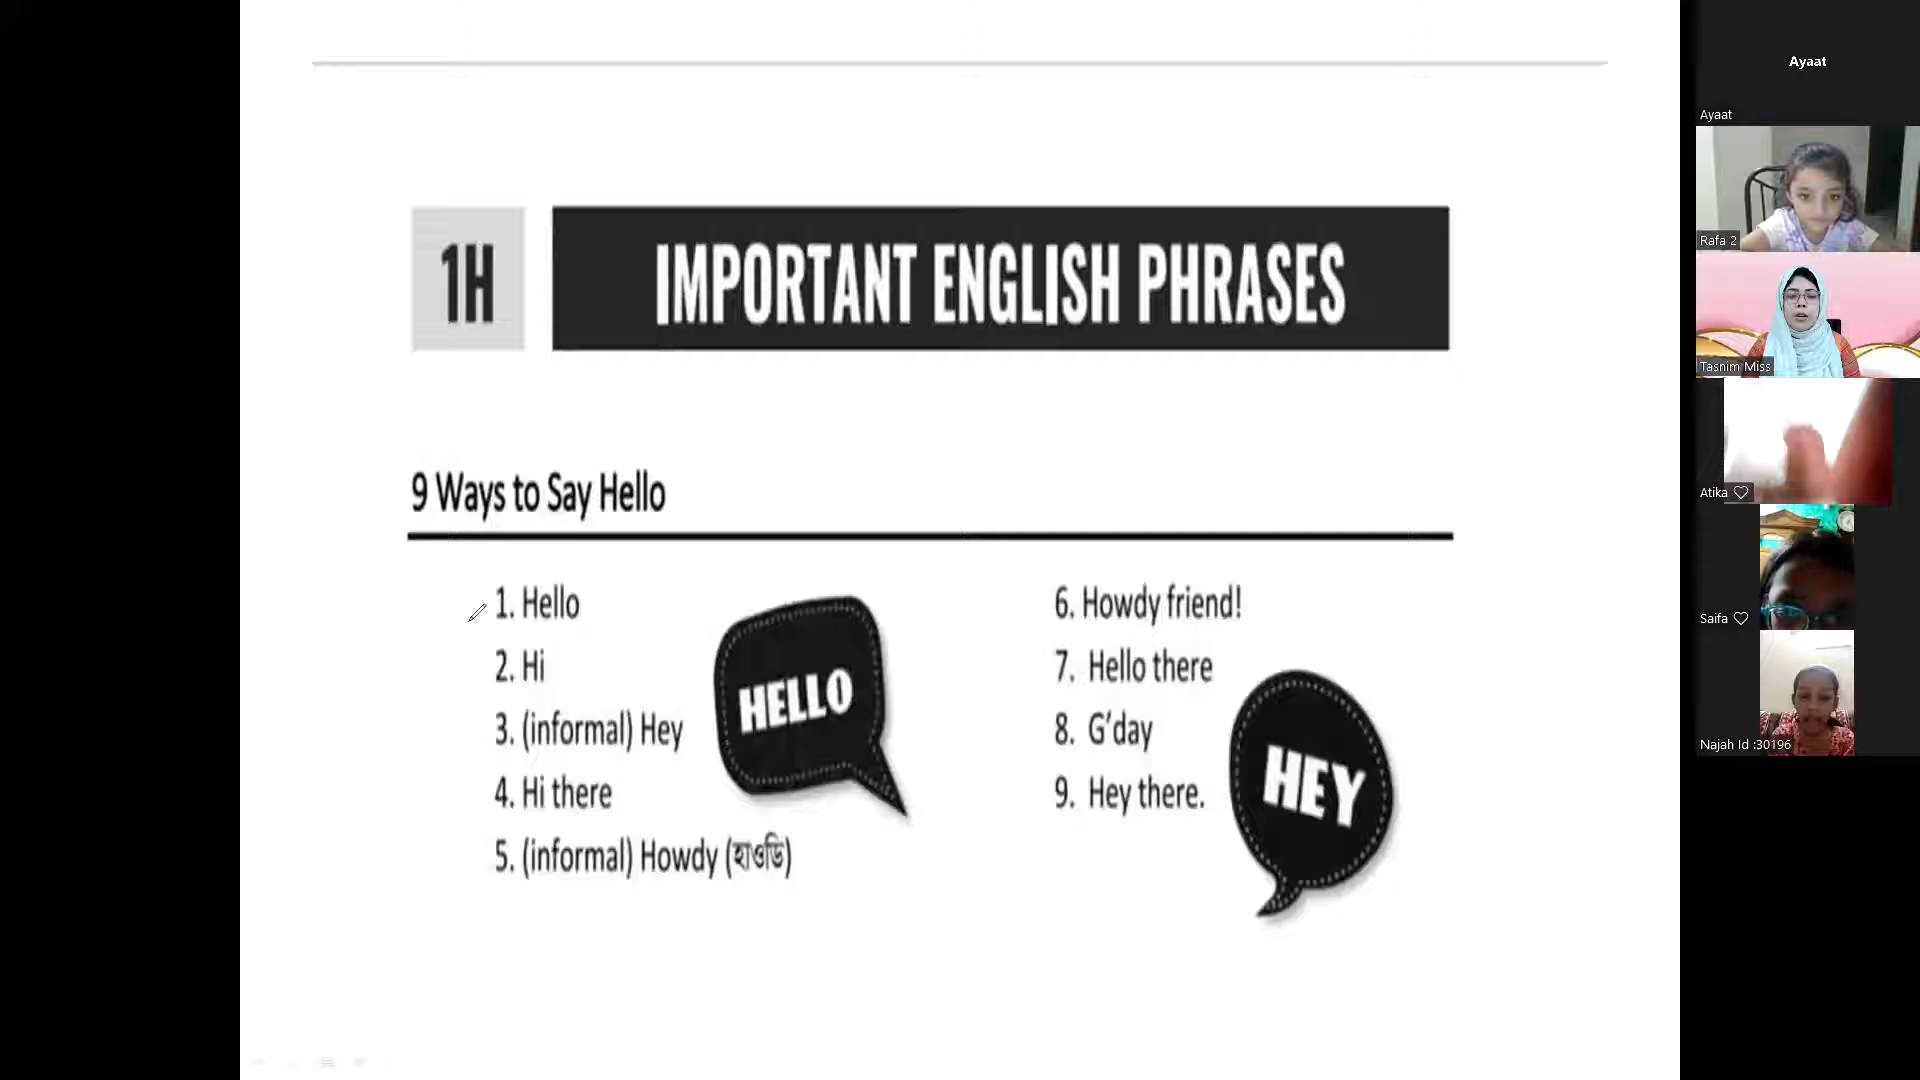 1H
IMPORTANT ENGLISH PHRASES
9 Ways to Say Hello
1. Hello
2. Hi
3. (informal) Hey
4. Hi there
5. (informal) Howdy (হাওডি)
HELLO
6. Howdy friend!
7. Hello there
8. G'day
9. Hey there.
HEY
Ayaat
Ayaat
Rafa 2
Tasnim Miss
Atika ♡
Saifa ♡
Najah Id :30196